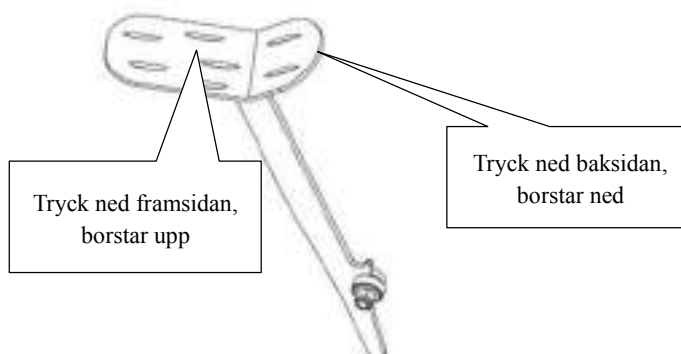 Tryck ned framsidan,
borstar upp
Tryck ned baksidan,
borstar ned